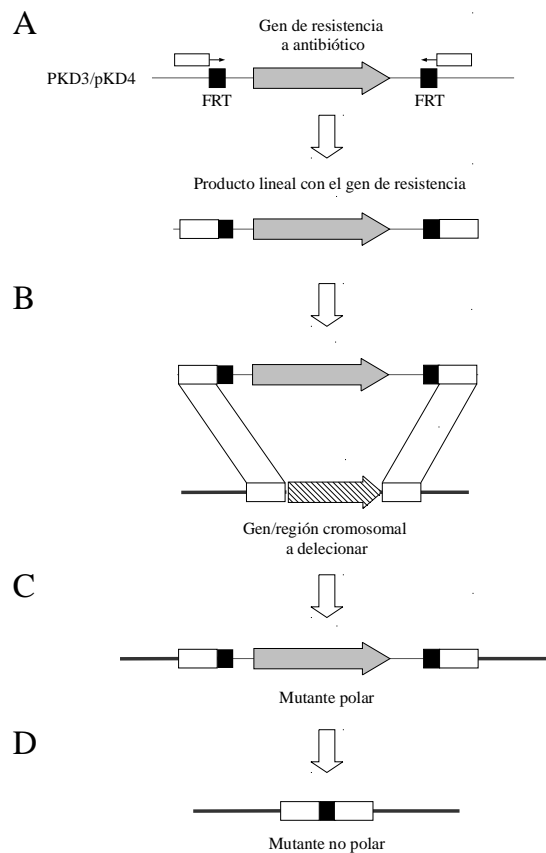 A
Gen de resistencia
a antibiótico
PKD3/pKD4
FRT
FRT
Producto lineal con el gen de resistencia
B
Gen/región cromosomal
a delecionar
C
Mutante polar
D
Mutante no polar